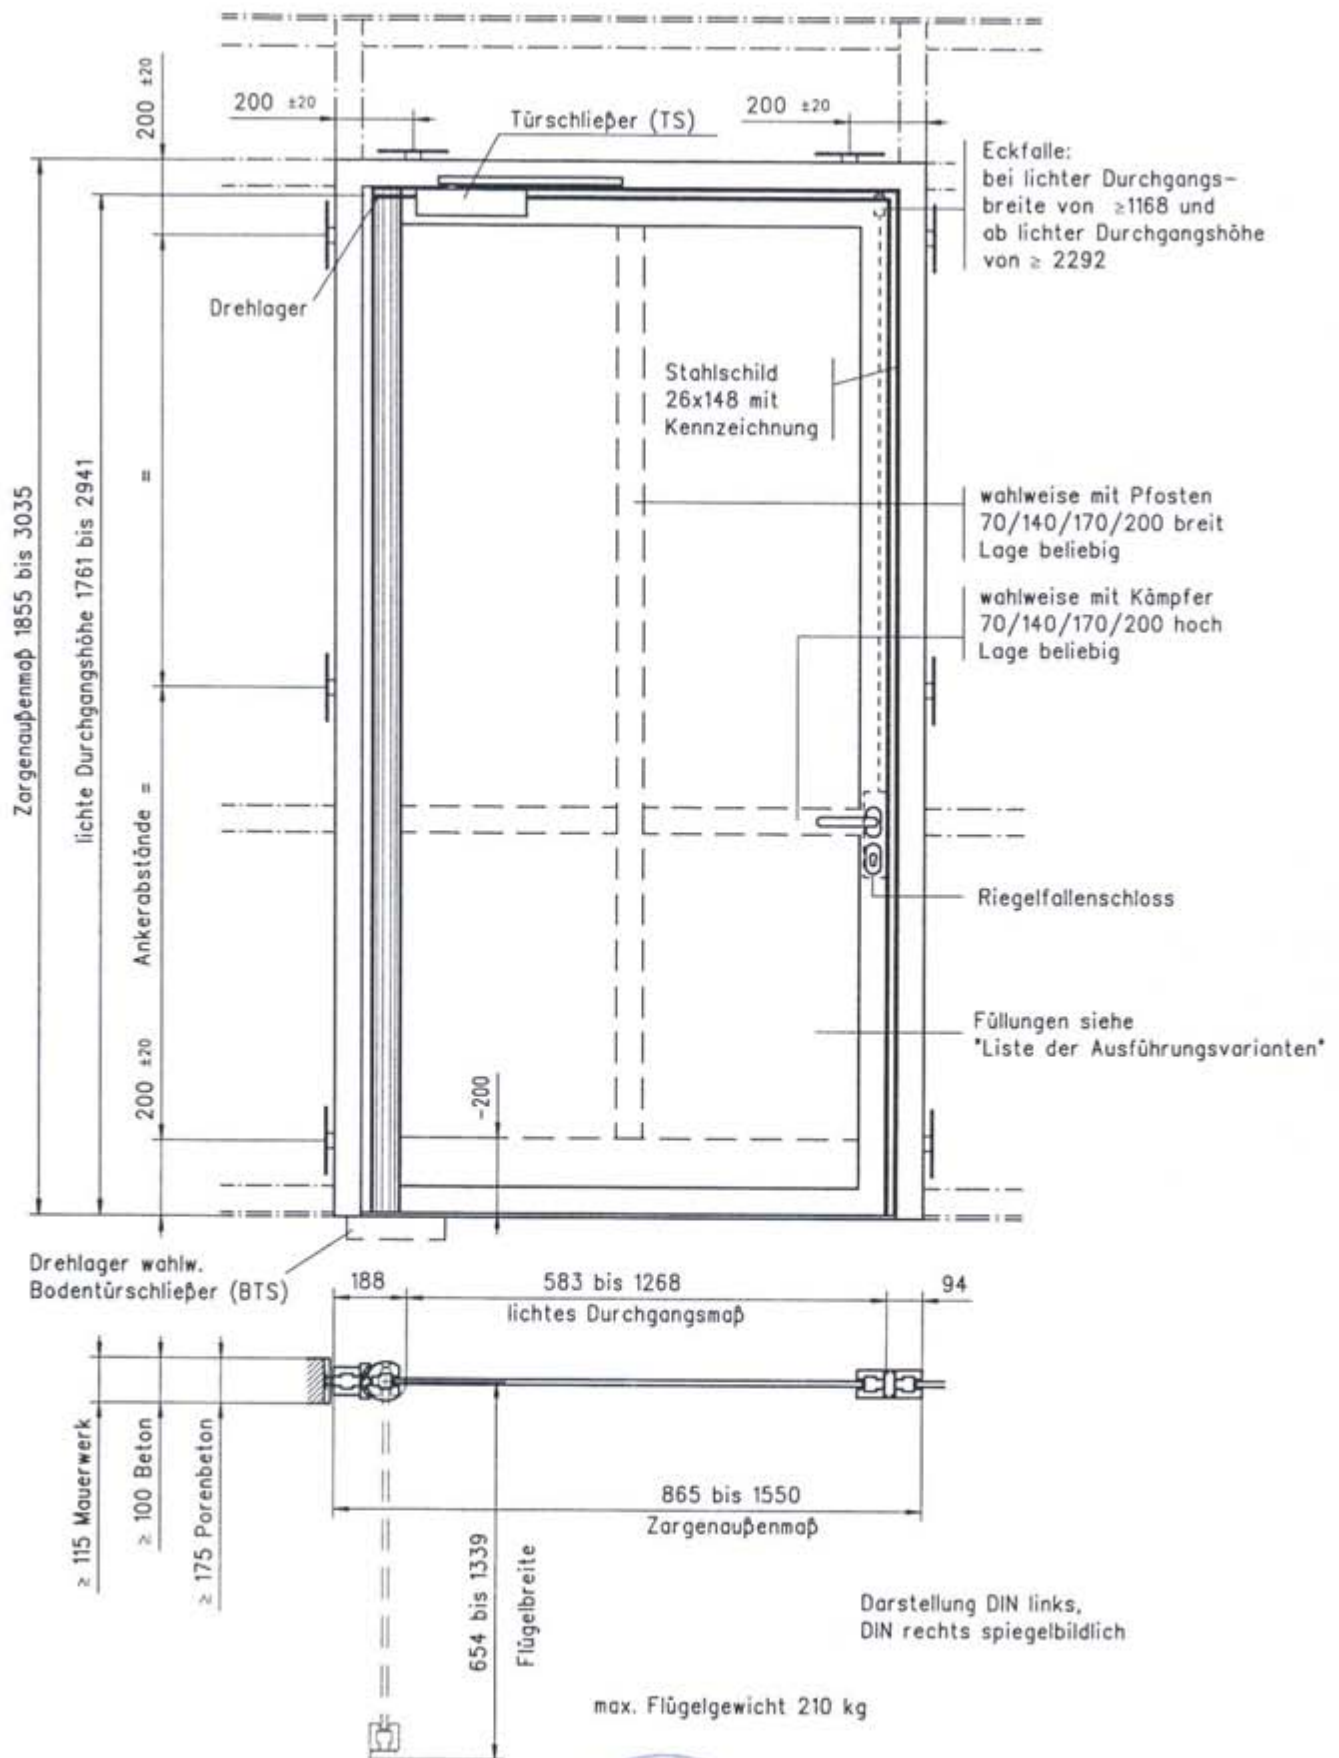 200 ±20
200 ±20
Türschließer (TS)
200 ±20
Eckfalle:
bei lichter Durchgangs-
breite von ≥1168 und
ab lichter Durchgangshöhe
von ≥ 2292
Drehlager
Stahlschild
26x148 mit
Kennzeichnung
Zargenaußenmaß 1855 bis 3035
lichte Durchgangshöhe 1761 bis 2941
=
Ankerabstände =
200 ±20
wahlweise mit Pfosten
70/140/170/200 breit
Lage beliebig
wahlweise mit Kämpfer
70/140/170/200 hoch
Lage beliebig
Riegelfallenschloss
Füllungen siehe
"Liste der Ausführungsvarianten"
-200
Drehlager wahlw.
Bodentürschließer (BTS)
188
583 bis 1268
94
lichtes Durchgangsmaß
≥ 115 Mauerwerk
≥ 100 Beton
≥ 175 Porenbeton
865 bis 1550
Zargenaußenmaß
654 bis 1339
Flügelbreite
Darstellung DIN links,
DIN rechts spiegelbildlich
max. Flügelgewicht 210 kg